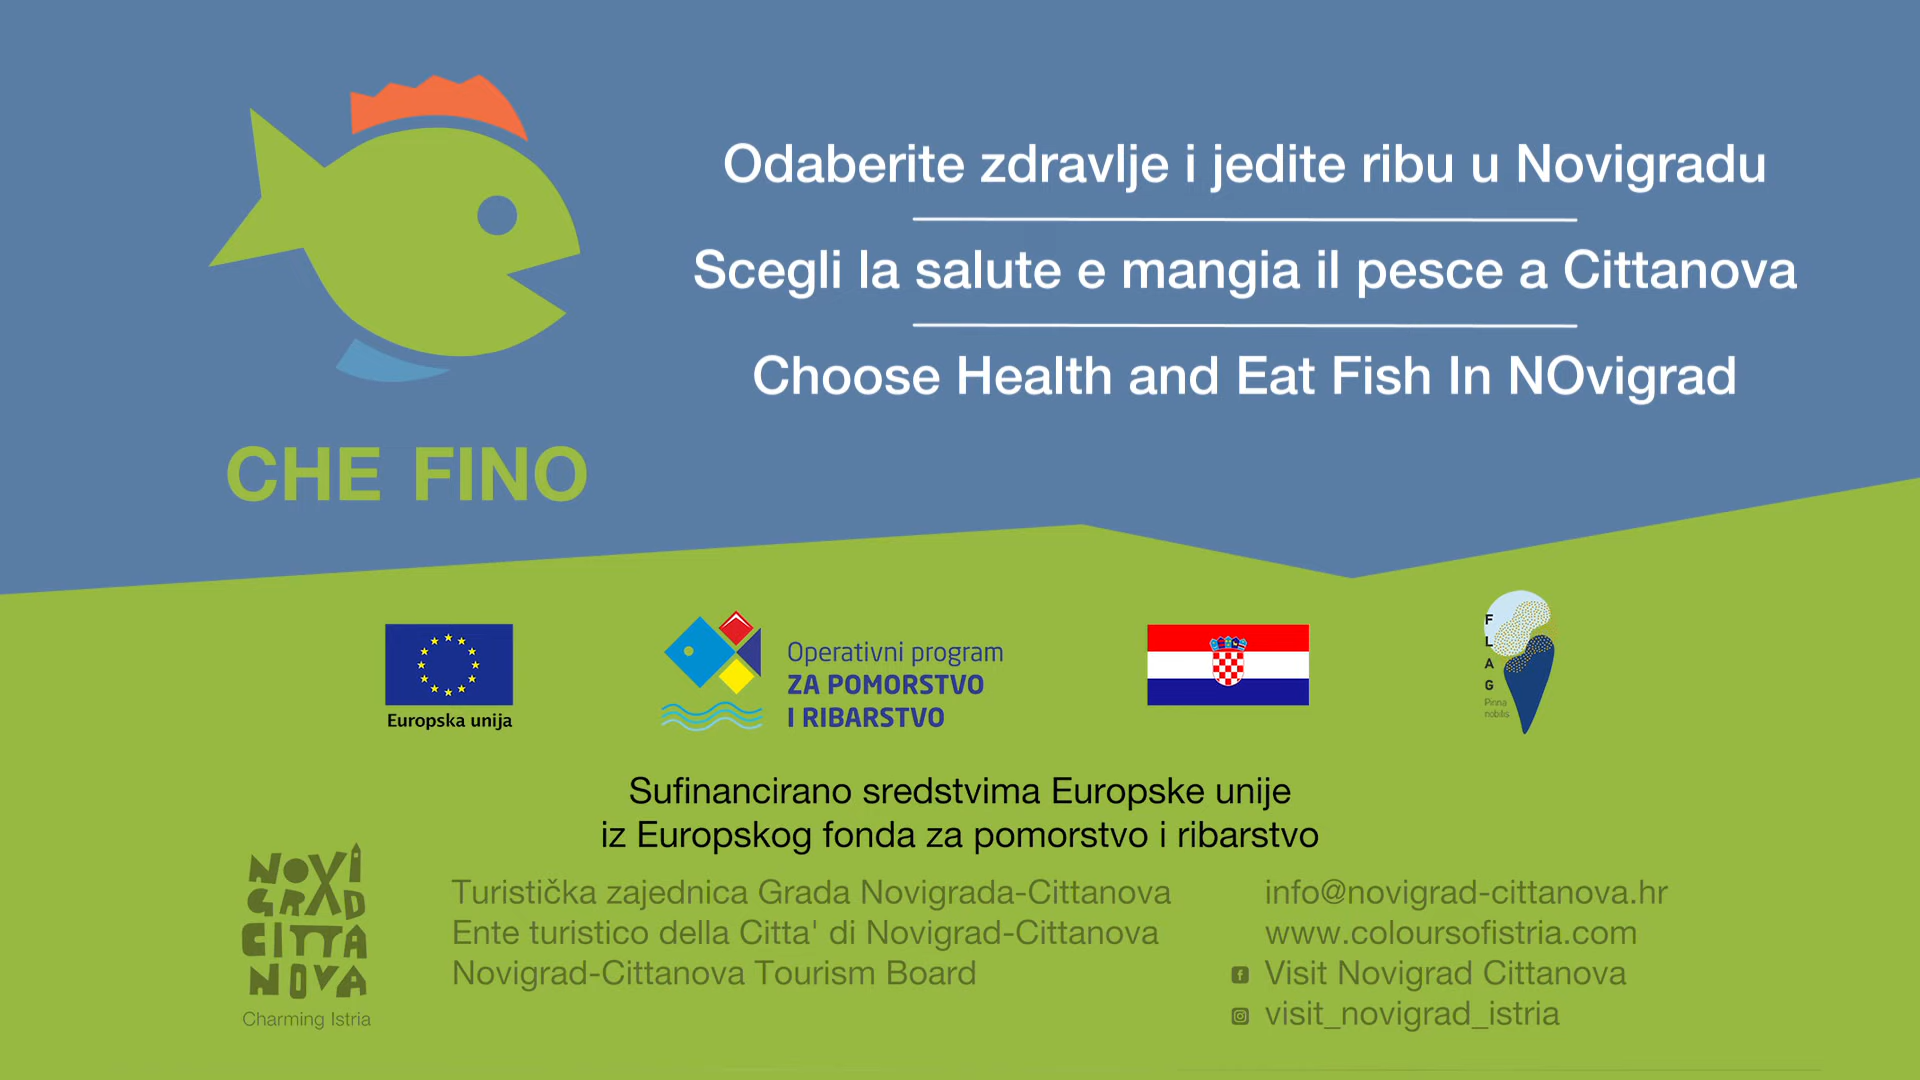 Odaberite zdravlje i jedite ribu u Novigradu
Scegli la salute e mangia il pesce a Cittanova
Choose Health and Eat Fish In NOvigrad
CHE FINO
Europska unija
Operativni program
ZA POMORSTVO
I RIBARSTVO
F
L
A
G
Pinna
nobilis
Sufinancirano sredstvima Europske unije
iz Europskog fonda za pomorstvo i ribarstvo
NOVI
GRAD
CITTA
NOVA
Charming Istria
Turistička zajednica Grada Novigrada-Cittanova
Ente turistico della Citta' di Novigrad-Cittanova
Novigrad-Cittanova Tourism Board
info@novigrad-cittanova.hr
www.coloursofistria.com
Visit Novigrad Cittanova
visit_novigrad_istria